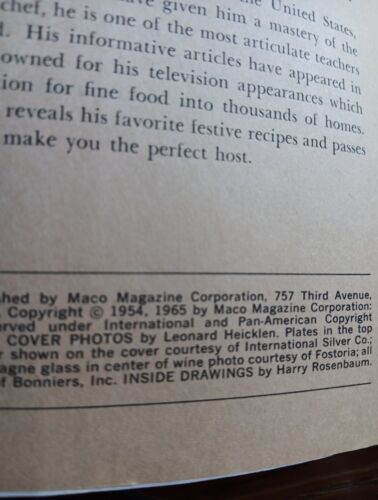 have given him a mastery of the
chef, he is one of the most articulate teachers
His informative articles have appeared in
owned for his television appearances which
ion for fine food into thousands of homes.
reveals his favorite festive recipes and passes
make you the perfect host.
shed by Maco Magazine Corporation, 757 Third Avenue,
Copyright © 1954, 1965 by Maco Magazine Corporation:
erved under International and Pan-American Copyright
COVER PHOTOS by Leonard Heicklen. Plates in the top
r shown on the cover courtesy of International Silver Co.;
agne glass in center of wine photo courtesy of Fostoria; all
of Bonniers, Inc. INSIDE DRAWINGS by Harry Rosenbaum.